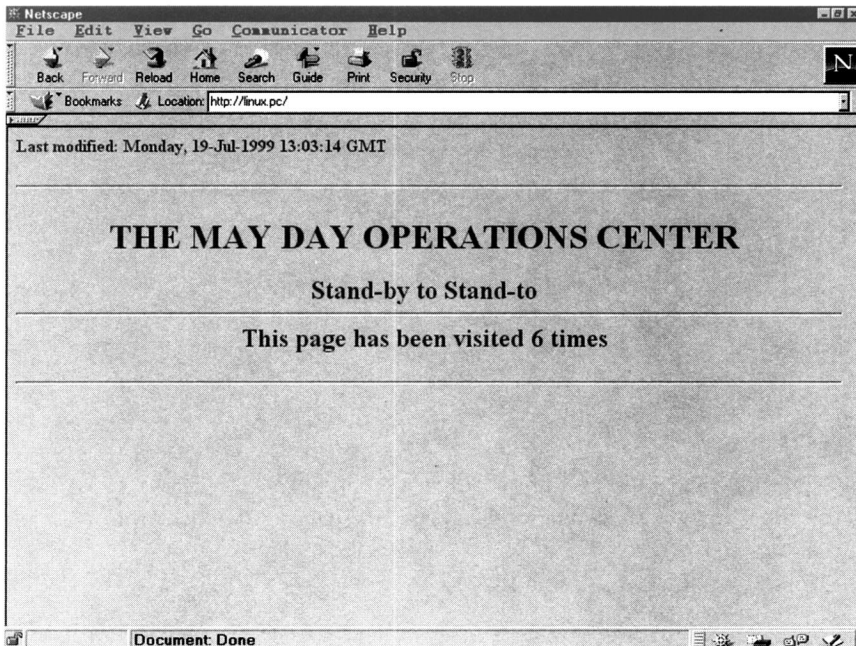 Netscape
File Edit View Go Communicator Help
Back Forward Reload Home Search Guide Print Security Stop
N
Bookmarks Location: http://linux.pc/
Last modified: Monday, 19-Jul-1999 13:03:14 GMT
THE MAY DAY OPERATIONS CENTER
Stand-by to Stand-to
This page has been visited 6 times
Document: Done